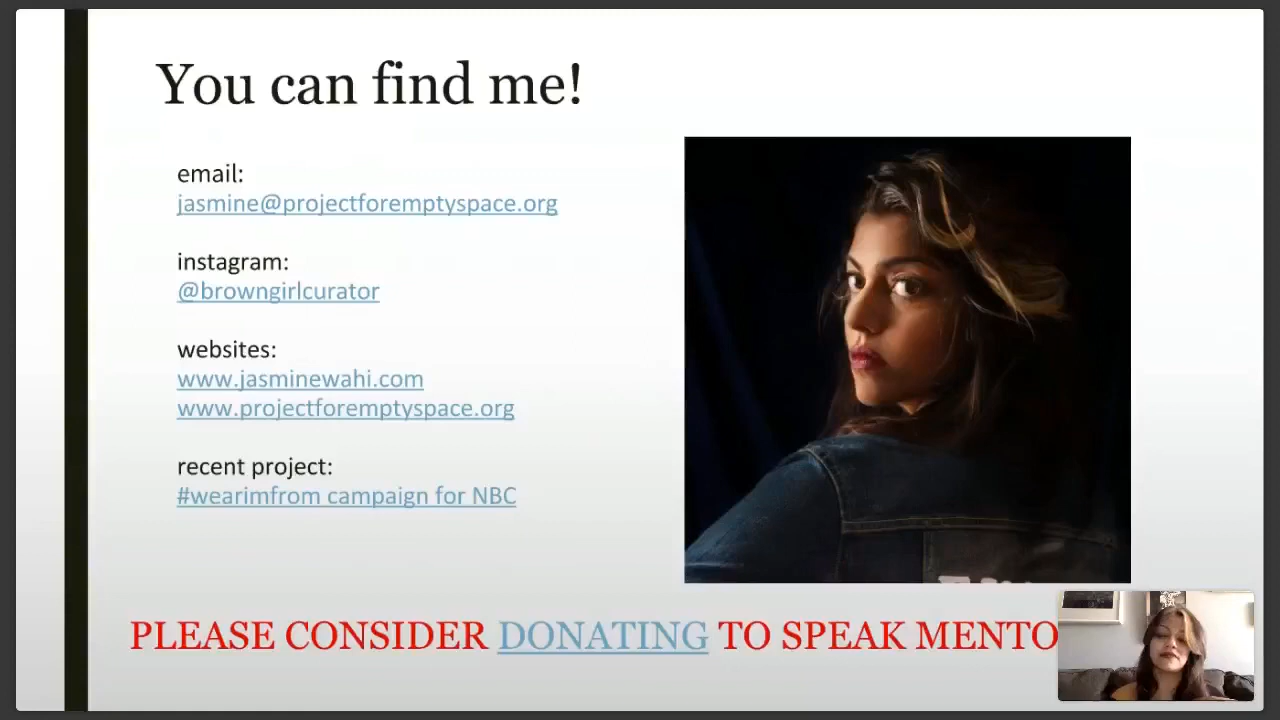 You can find me!
email:
jasmine@projectforemptyspace.org
instagram:
@browngirlcurator
websites:
www.jasminewahi.com
www.projectforemptyspace.org
recent project:
#wearimfrom campaign for NBC
PLEASE CONSIDER DONATING TO SPEAK